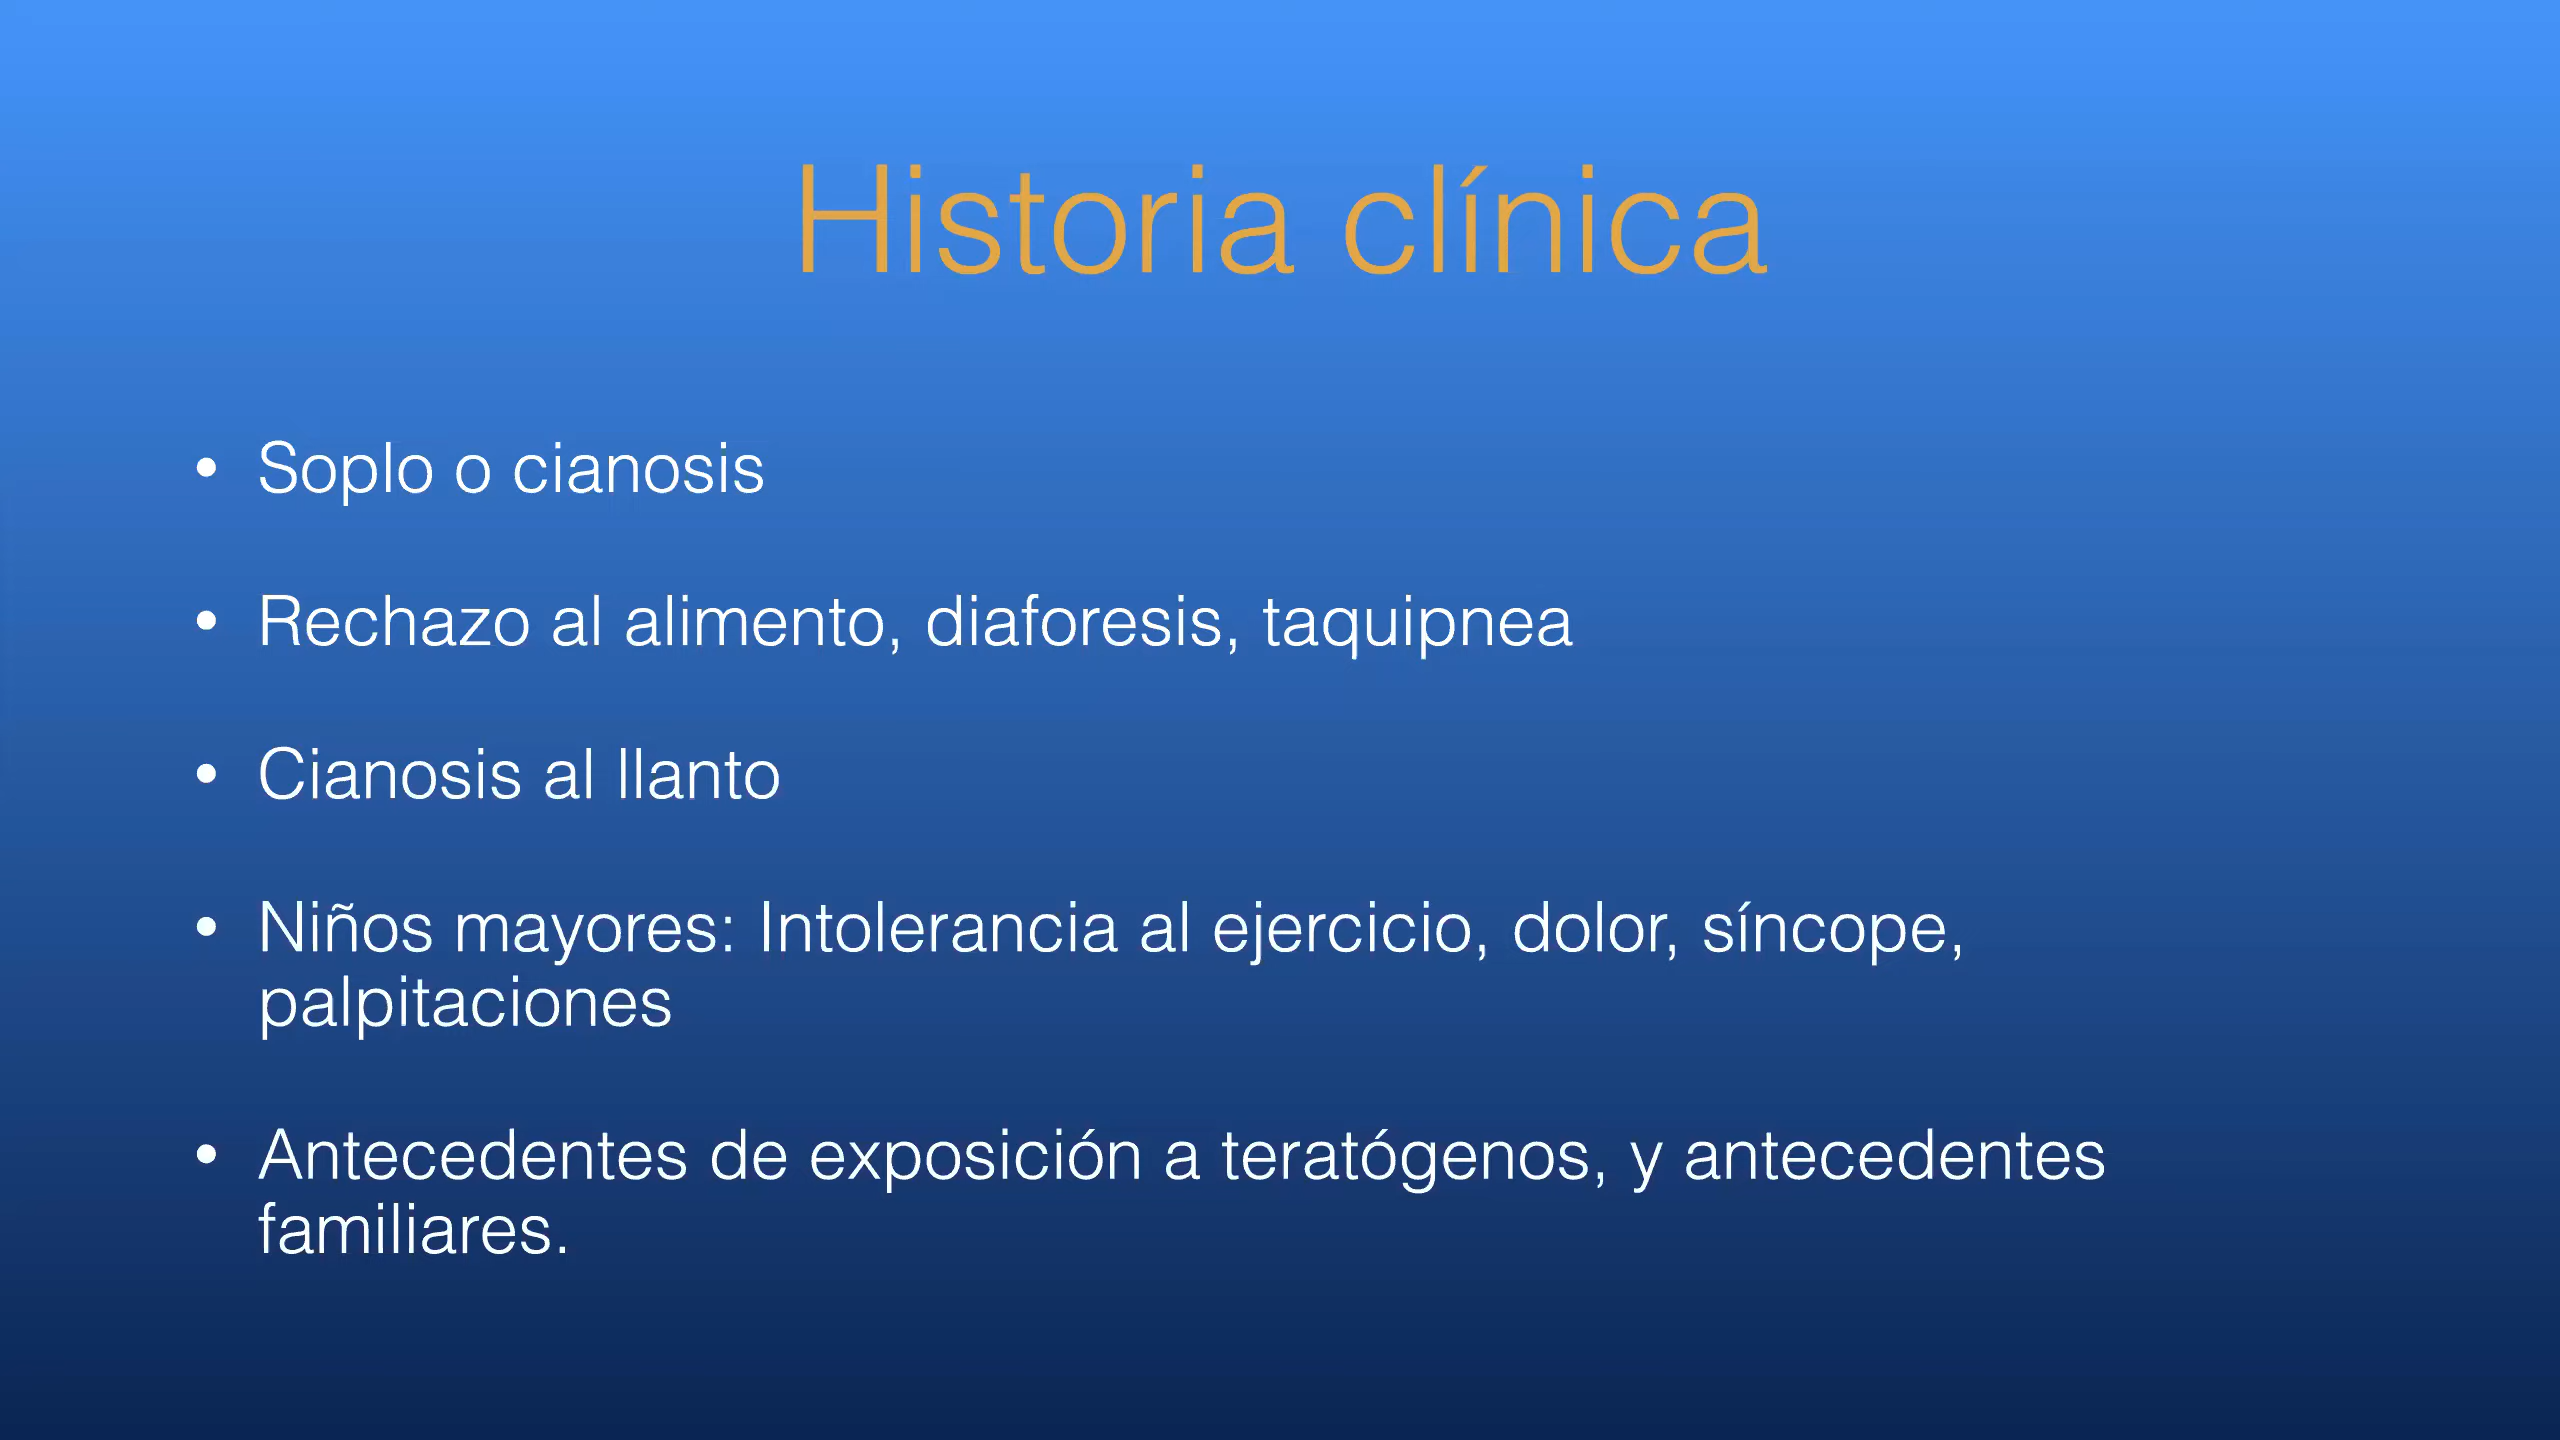 Historia clínica
• Soplo o cianosis
• Rechazo al alimento, diaforesis, taquipnea
• Cianosis al llanto
• Niños mayores: Intolerancia al ejercicio, dolor, síncope,
palpitaciones
• Antecedentes de exposición a teratógenos, y antecedentes
familiares.